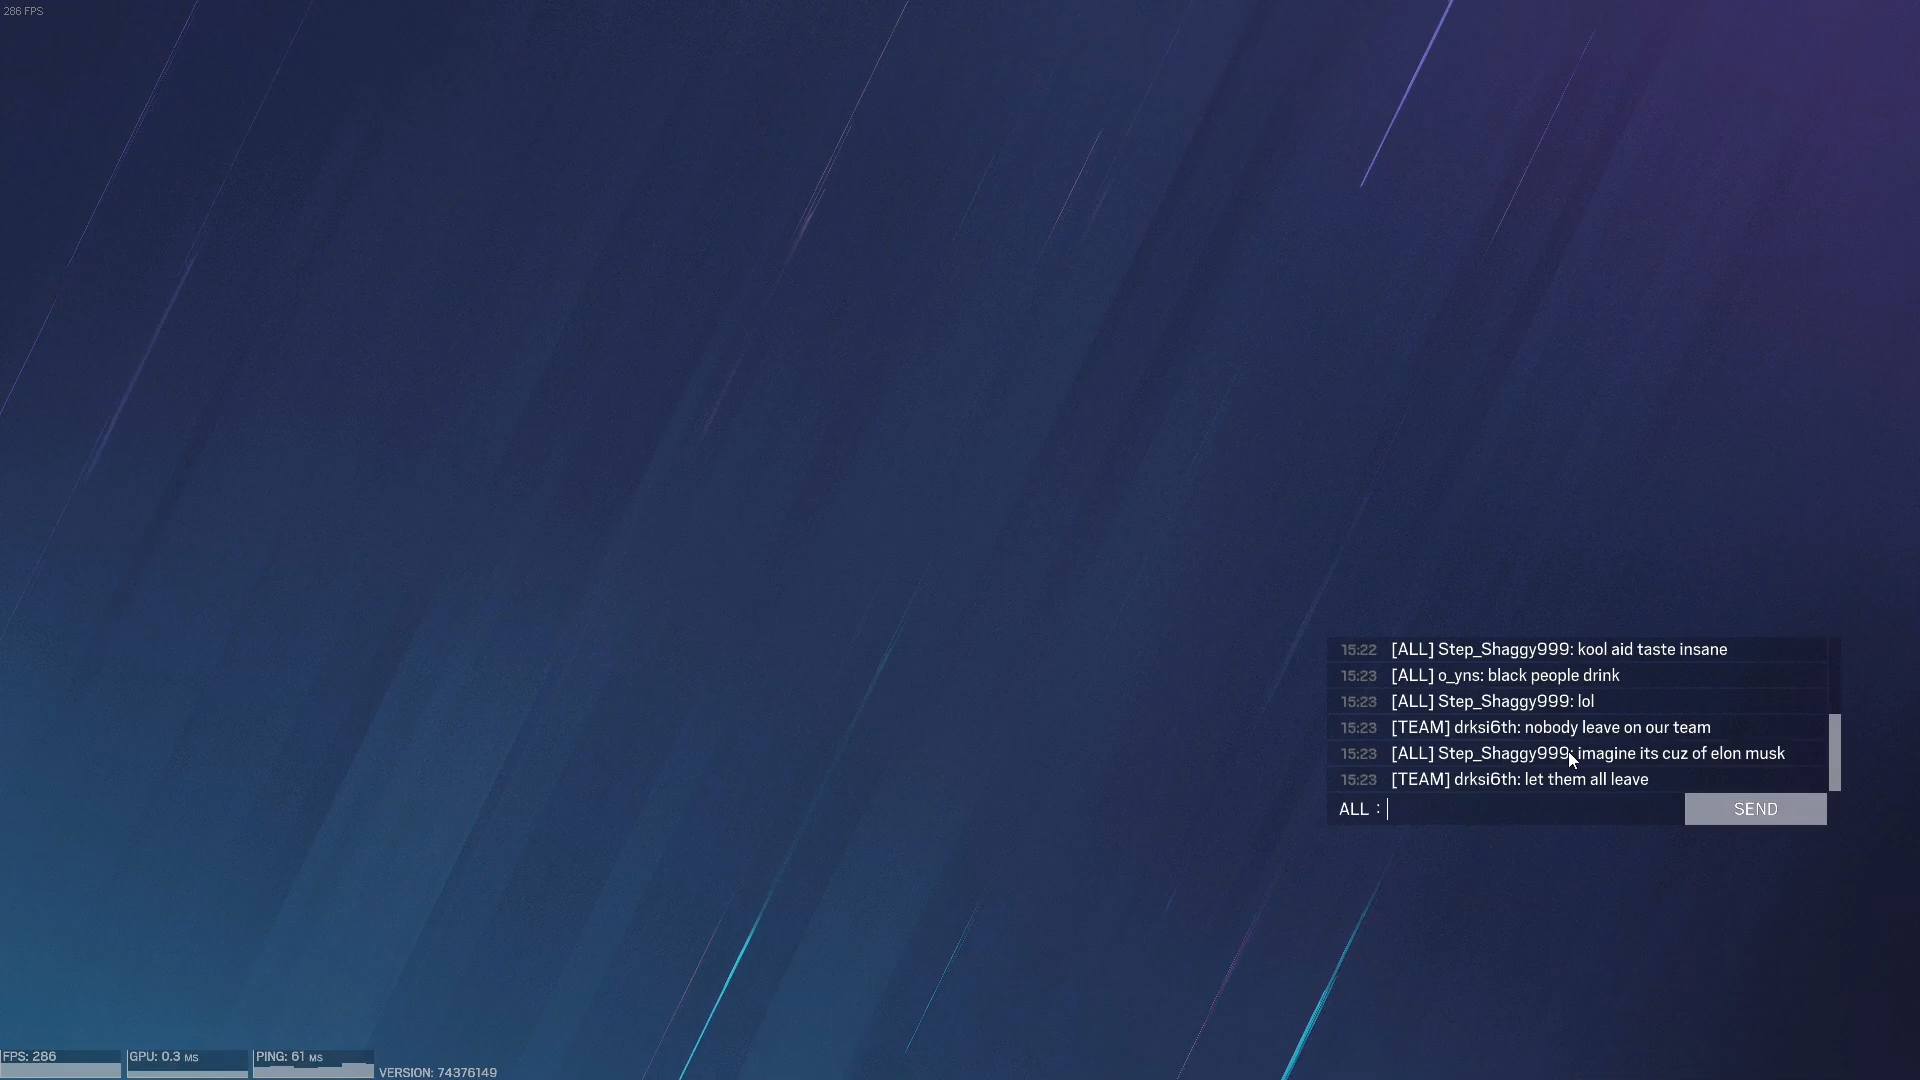 286 FPS
15:22 [ALL] Step_Shaggy999: kool aid taste insane
15:23 [ALL] o_yns: black people drink
15:23 [ALL] Step_Shaggy999: lol
15:23 [TEAM] drksi6th: nobody leave on our team
15:23 [ALL] Step_Shaggy999: imagine its cuz of elon musk
15:23 [TEAM] drksi6th: let them all leave
ALL : SEND
FPS: 286 GPU: 0.3 MS PING: 61 MS VERSION: 74376149